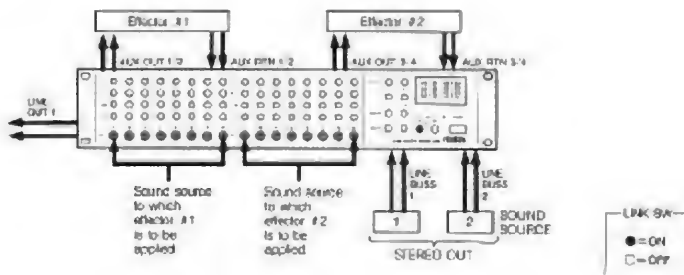 Effector #1
Effector #2
AUX OUT 1-2
AUX RTN 1-2
AUX OUT 3-4
AUX RTN 3-4
LINE
OUT 1
Sound source
to which
effector #1
is to be
applied
Sound source
to which
effector #2
is to be
applied
LINE
BUSS
1
LINE
BUSS
2
1
2
SOUND
SOURCE
STEREO OUT
LINK SW
=ON
=OFF